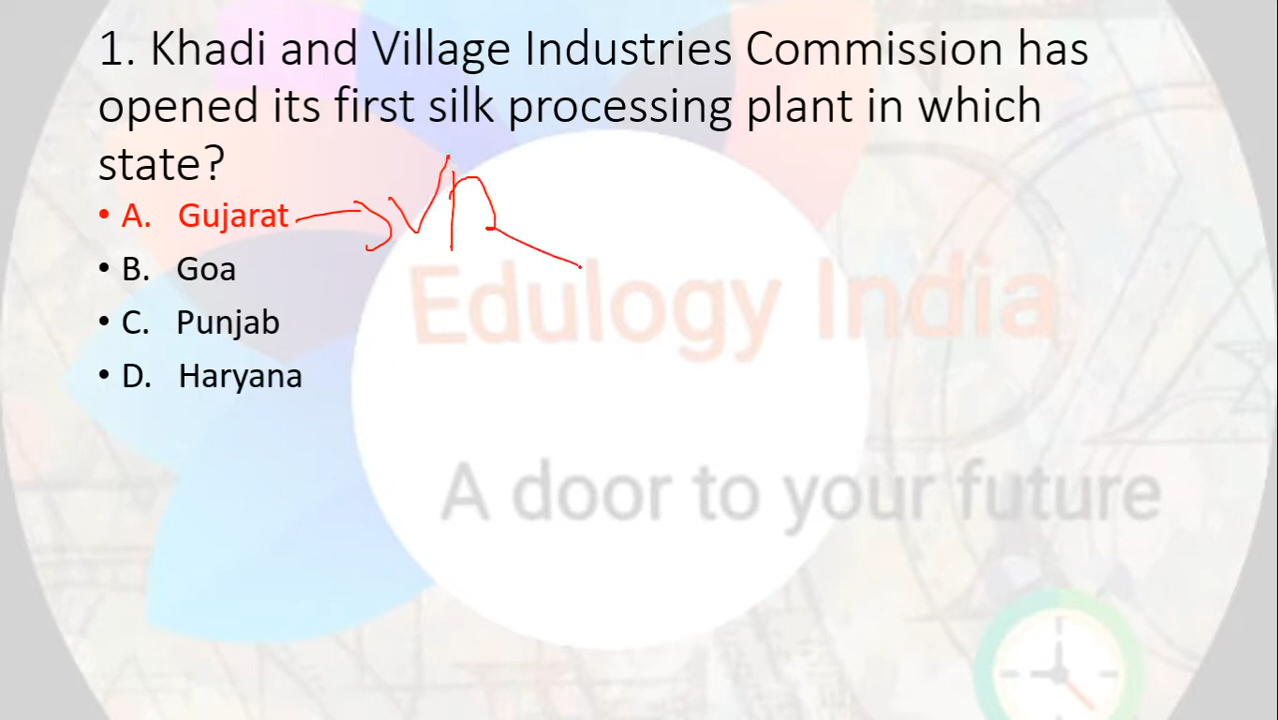 1. Khadi and Village Industries Commission has
opened its first silk processing plant in which
state?
• A. Gujarat
• B. Goa
• C. Punjab
• D. Haryana
Edulogy India
A door to your future